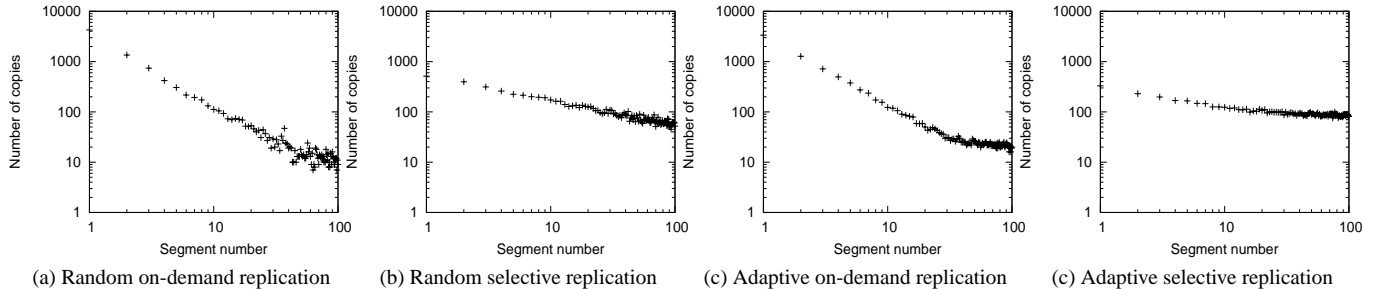 10000
1000
100
10
1
1
10
100
Number of copies
Segment number
(a) Random on-demand replication
10000
1000
100
10
1
1
10
100
Number of copies
Segment number
(b) Random selective replication
10000
1000
100
10
1
1
10
100
Number of copies
Segment number
(c) Adaptive on-demand replication
10000
1000
100
10
1
1
10
100
Number of copies
Segment number
(c) Adaptive selective replication